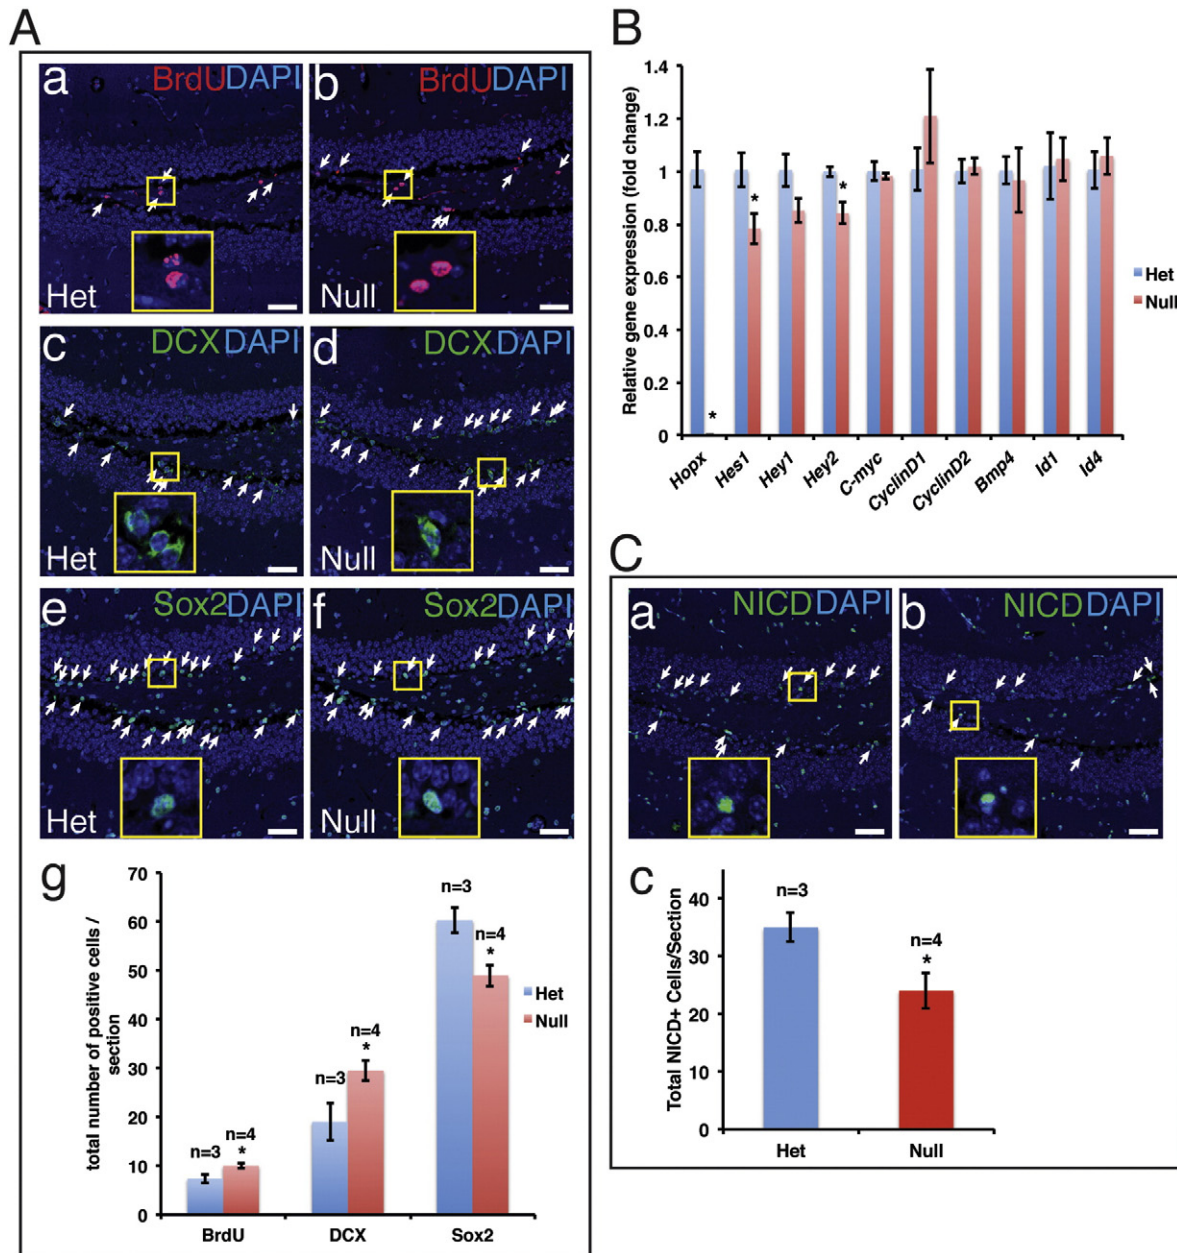 A
a
BrdU DAPI
Het
b
BrdU DAPI
Null
c
DCX DAPI
Het
d
DCX DAPI
Null
e
Sox2 DAPI
Het
f
Sox2 DAPI
Null
g
total number of positive cells /
section
70
60
50
40
30
20
10
0
n=3
n=4
*
n=3
n=4
*
n=3
n=4
*
BrdU
DCX
Sox2
Het
Null
B
Relative gene expression (fold change)
1.4
1.2
1
0.8
0.6
0.4
0.2
0
*
*
*
Hopx
Hes1
Hey1
Hey2
C-myc
CyclinD1
CyclinD2
Bmp4
Id1
Id4
Het
Null
C
a
NICD DAPI
b
NICD DAPI
c
Total NICD+ Cells/Section
40
30
20
10
0
n=3
n=4
*
Het
Null